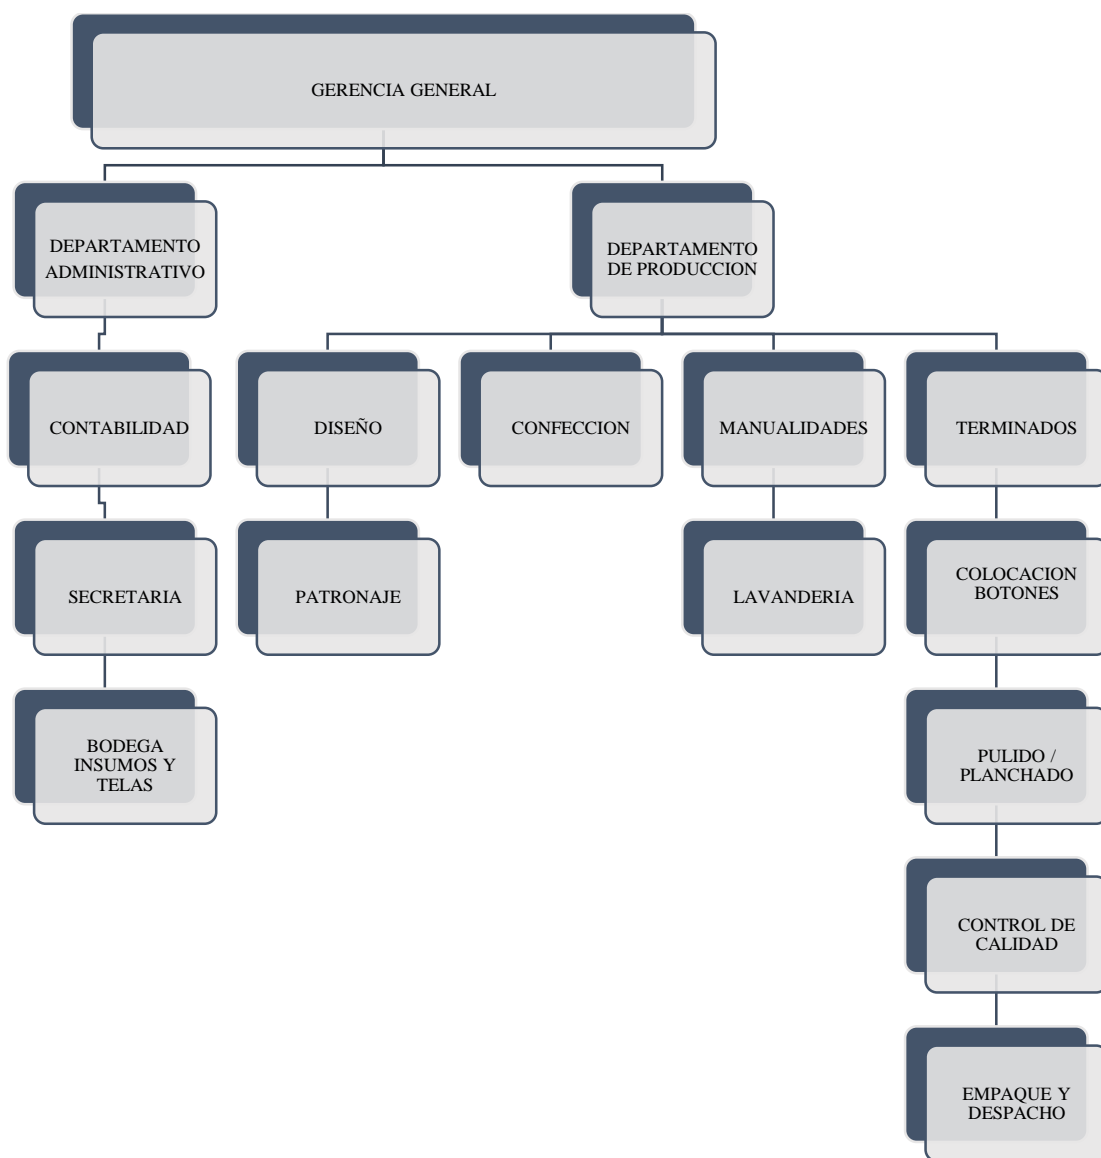 GERENCIA GENERAL
DEPARTAMENTO
ADMINISTRATIVO
DEPARTAMENTO
DE PRODUCCION
CONTABILIDAD
DISEÑO
CONFECCION
MANUALIDADES
TERMINADOS
SECRETARIA
PATRONAJE
LAVANDERIA
COLOCACION
BOTONES
BODEGA
INSUMOS Y
TELAS
PULIDO /
PLANCHADO
CONTROL DE
CALIDAD
EMPAQUE Y
DESPACHO